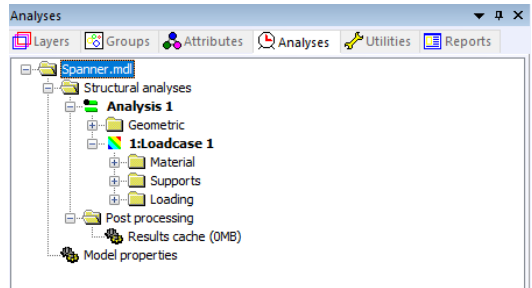 Analyses
Layers Groups Attributes Analyses Utilities Reports
Spanner.mdl
Structural analyses
Analysis 1
Geometric
1:Loadcase 1
Material
Supports
Loading
Post processing
Results cache (0MB)
Model properties